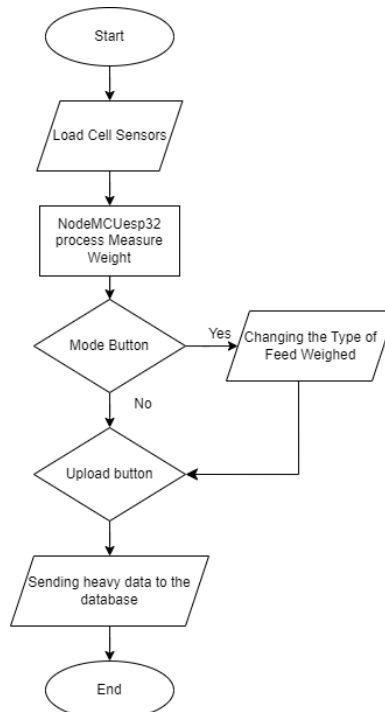 Start
Load Cell Sensors
NodeMCUesp32
process Measure
Weight
Mode Button
Yes
Changing the Type of
Feed Weighed
No
Upload button
Sending heavy data to the
database
End